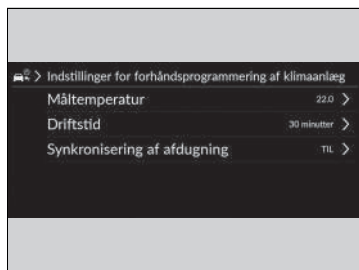 > Indstillinger for forhåndsprogrammering af klimaanlæg
Måltemperatur 22.0 >
Driftstid 30 minutter >
Synkronisering af afdugning TIL >